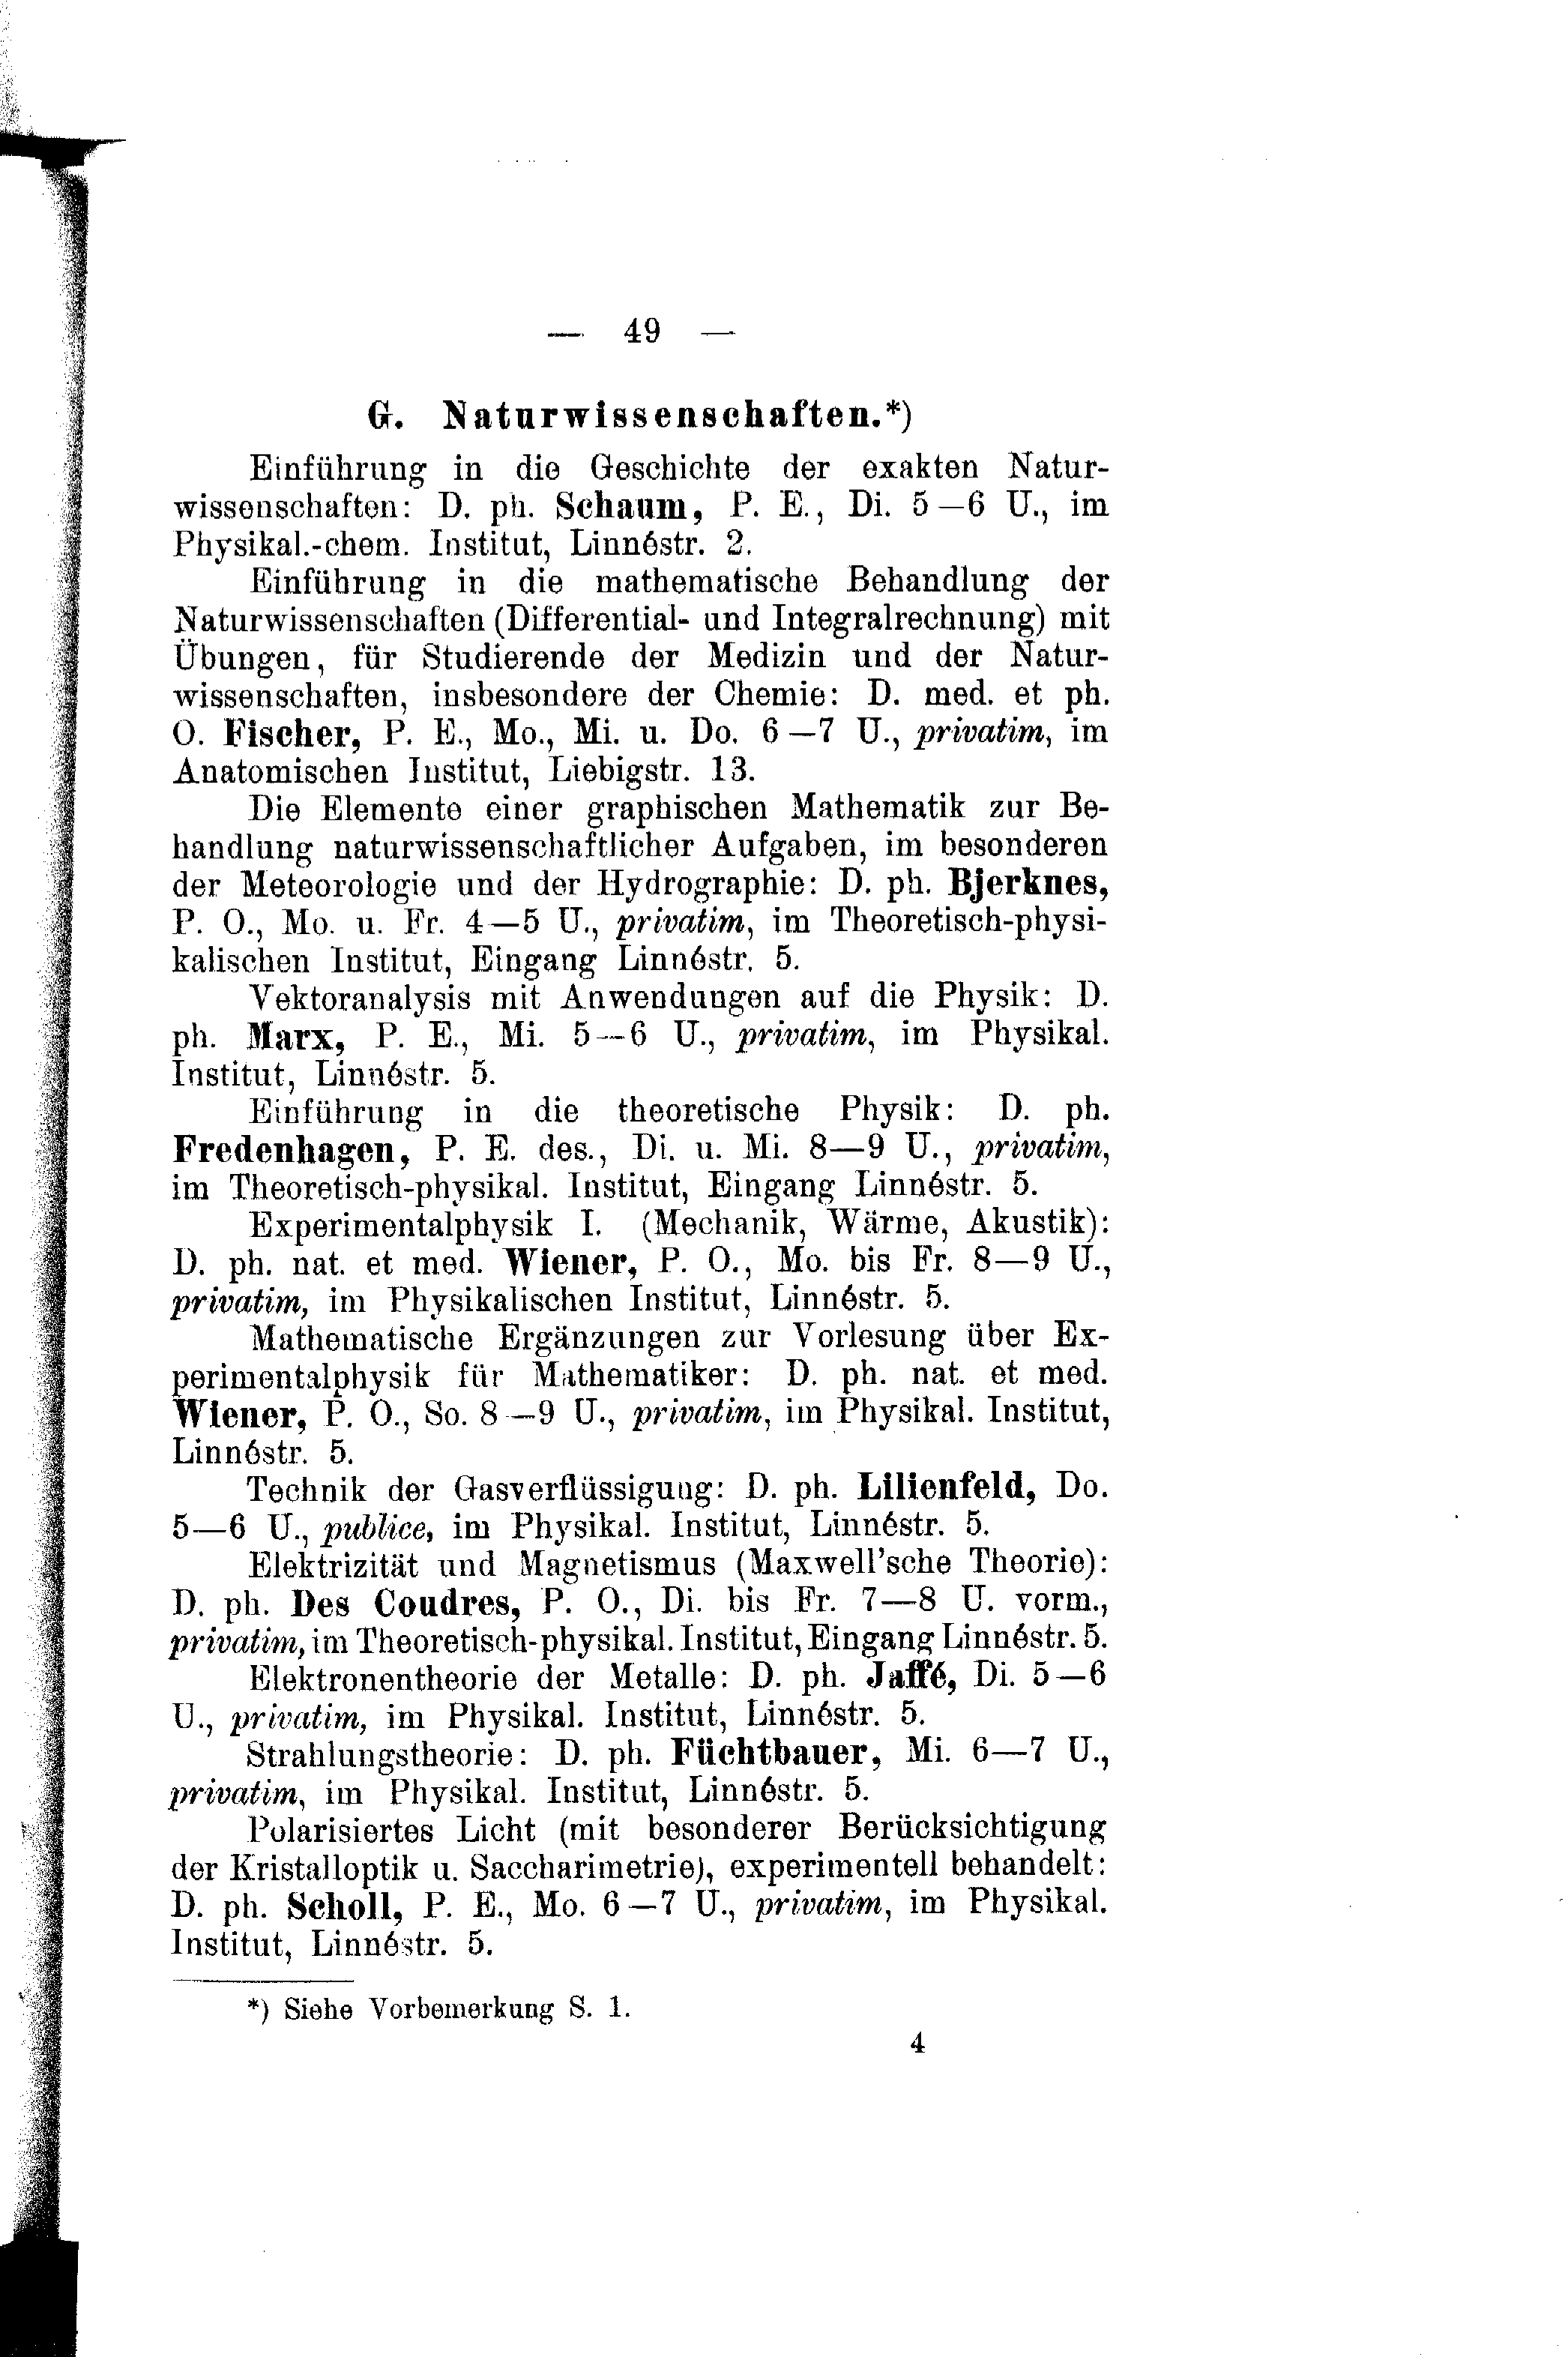 — 49 —
G. Naturwissenschaften.*)
Einführung in die Geschichte der exakten Natur-
wissenschaften: D. ph. Schaum, P. E., Di. 5—6 U., im
Physikal.-chem. Institut, Linnéstr. 2.
Einführung in die mathematische Behandlung der
Naturwissenschaften (Differential- und Integralrechnung) mit
Übungen, für Studierende der Medizin und der Natur-
wissenschaften, insbesondere der Chemie: D. med. et ph.
O. Fischer, P. E., Mo., Mi. u. Do. 6—7 U., privatim, im
Anatomischen Institut, Liebigstr. 13.
Die Elemente einer graphischen Mathematik zur Be-
handlung naturwissenschaftlicher Aufgaben, im besonderen
der Meteorologie und der Hydrographie: D. ph. Bjerknes,
P. O., Mo. u. Fr. 4—5 U., privatim, im Theoretisch-physi-
kalischen Institut, Eingang Linnéstr. 5.
Vektoranalysis mit Anwendungen auf die Physik: D.
ph. Marx, P. E., Mi. 5—6 U., privatim, im Physikal.
Institut, Linnéstr. 5.
Einführung in die theoretische Physik: D. ph.
Fredenhagen, P. E. des., Di. u. Mi. 8—9 U., privatim,
im Theoretisch-physikal. Institut, Eingang Linnéstr. 5.
Experimentalphysik I. (Mechanik, Wärme, Akustik):
D. ph. nat. et med. Wiener, P. O., Mo. bis Fr. 8—9 U.,
privatim, im Physikalischen Institut, Linnéstr. 5.
Mathematische Ergänzungen zur Vorlesung über Ex-
perimentalphysik für Mathematiker: D. ph. nat. et med.
Wiener, P. O., So. 8—9 U., privatim, im Physikal. Institut,
Linnéstr. 5.
Technik der Gasverflüssigung: D. ph. Lilienfeld, Do.
5—6 U., publice, im Physikal. Institut, Linnéstr. 5.
Elektrizität und Magnetismus (Maxwell'sche Theorie):
D. ph. Des Coudres, P. O., Di. bis Fr. 7—8 U. vorm.,
privatim, im Theoretisch-physikal. Institut, Eingang Linnéstr. 5.
Elektronentheorie der Metalle: D. ph. Jaffé, Di. 5—6
U., privatim, im Physikal. Institut, Linnéstr. 5.
Strahlungstheorie: D. ph. Füchtbauer, Mi. 6—7 U.,
privatim, im Physikal. Institut, Linnéstr. 5.
Polarisiertes Licht (mit besonderer Berücksichtigung
der Kristalloptik u. Saccharimetrie), experimentell behandelt:
D. ph. Scholl, P. E., Mo. 6—7 U., privatim, im Physikal.
Institut, Linnéstr. 5.
*) Siehe Vorbemerkung S. 1.
4